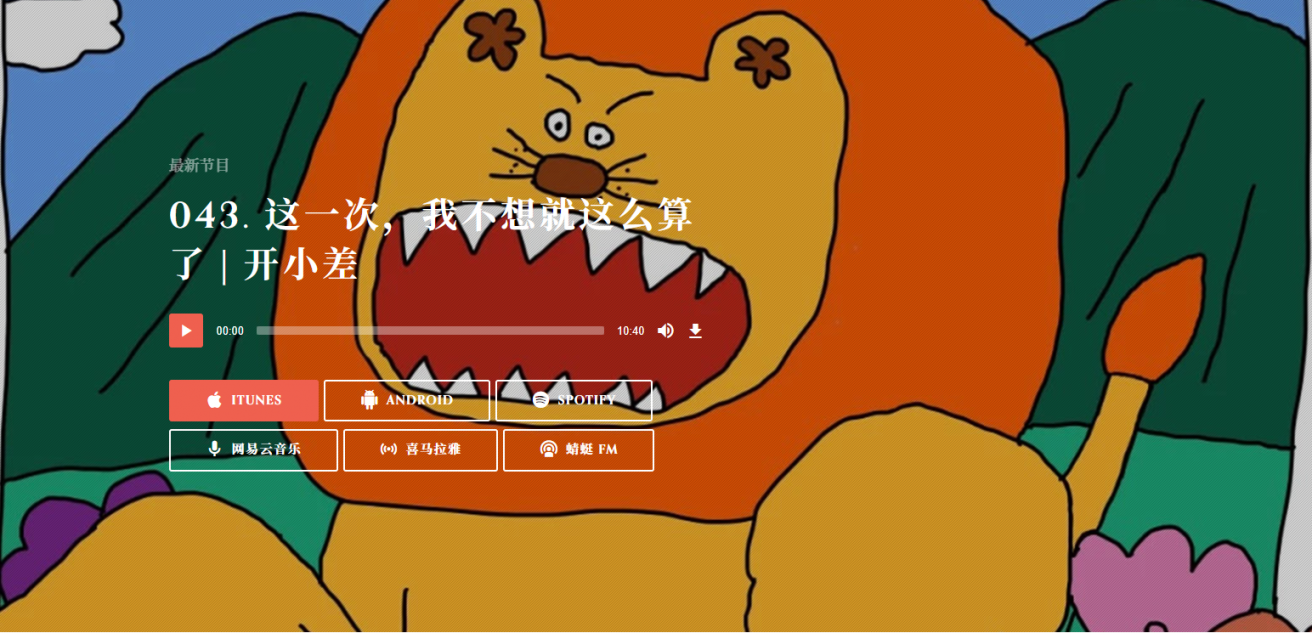 最新节目
043. 这一次，我不想就这么算
了 | 开小差
00:00 10:40
ITUNES ANDROID SPOTIFY
网易云音乐 喜马拉雅 蜻蜓 FM